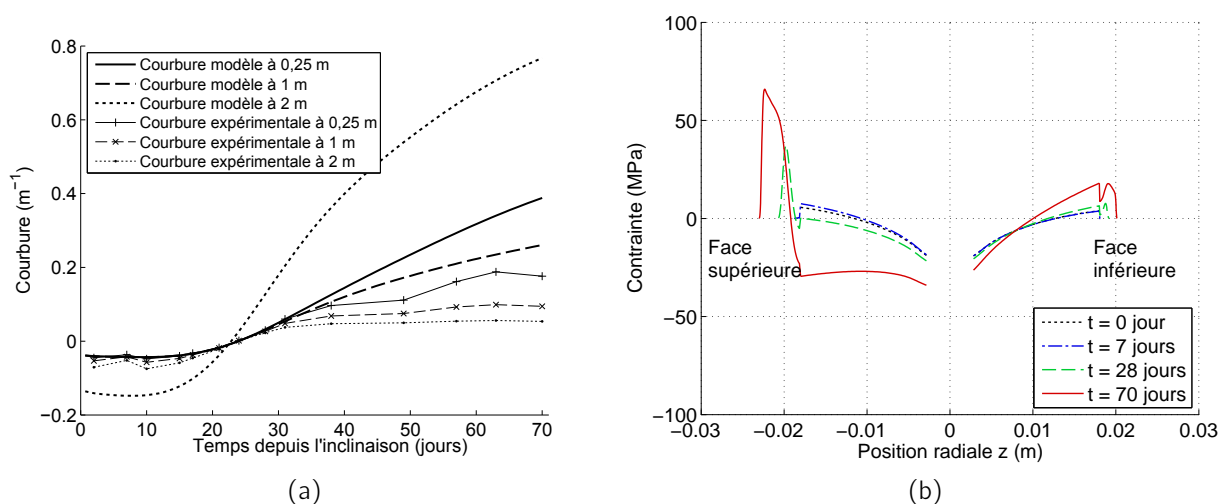 0.8
0.6
0.4
0.2
0
−0.2
Courbure (m−1)
Courbure modèle à 0,25 m
Courbure modèle à 1 m
Courbure modèle à 2 m
Courbure expérimentale à 0,25 m
Courbure expérimentale à 1 m
Courbure expérimentale à 2 m
0 10 20 30 40 50 60 70
Temps depuis l'inclinaison (jours)
(a)
100
50
0
−50
−100
Contrainte (MPa)
Face
supérieure
Face
inférieure
t = 0 jour
t = 7 jours
t = 28 jours
t = 70 jours
−0.03 −0.02 −0.01 0 0.01 0.02 0.03
Position radiale z (m)
(b)